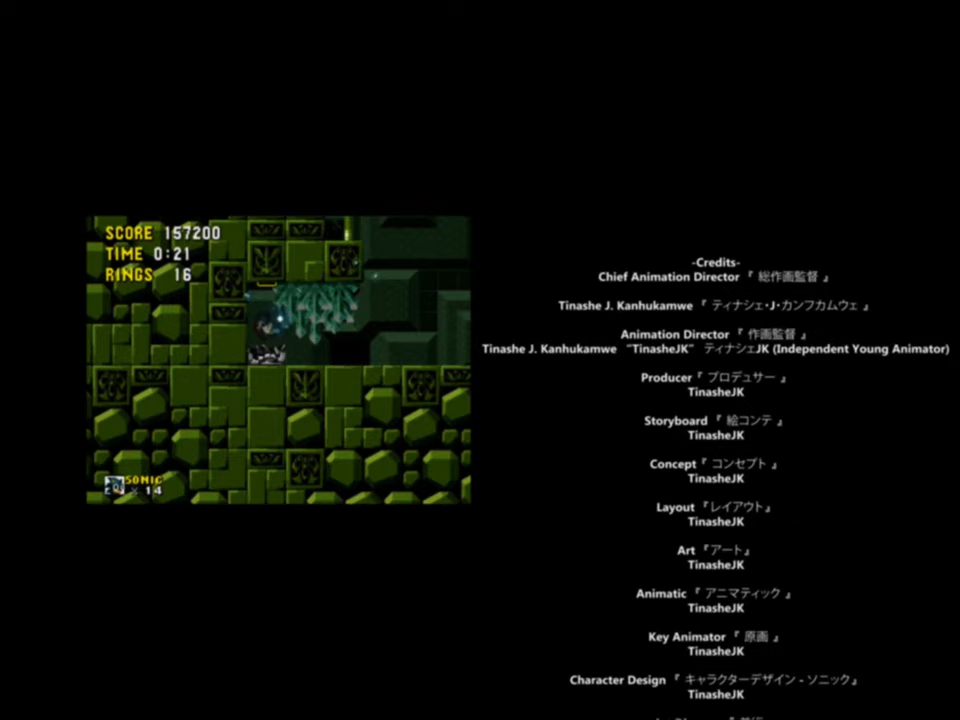 SCORE 157200
TIME 0:21
RINGS 16
SONIC
× 14
-Credits-
Chief Animation Director 『 総作画監督 』
Tinashe J. Kanhukamwe 『 ティナシェ・J・カンフカムウェ 』
Animation Director 『 作画監督 』
Tinashe J. Kanhukamwe "TinasheJK" ティナシェJK (Independent Young Animator)
Producer『 プロデュサー 』
TinasheJK
Storyboard 『 絵コンテ 』
TinasheJK
Concept 『 コンセプト 』
TinasheJK
Layout 『レイアウト』
TinasheJK
Art 『アート』
TinasheJK
Animatic 『 アニマティック 』
TinasheJK
Key Animator 『 原画 』
TinasheJK
Character Design 『 キャラクターデザイン - ソニック』
TinasheJK